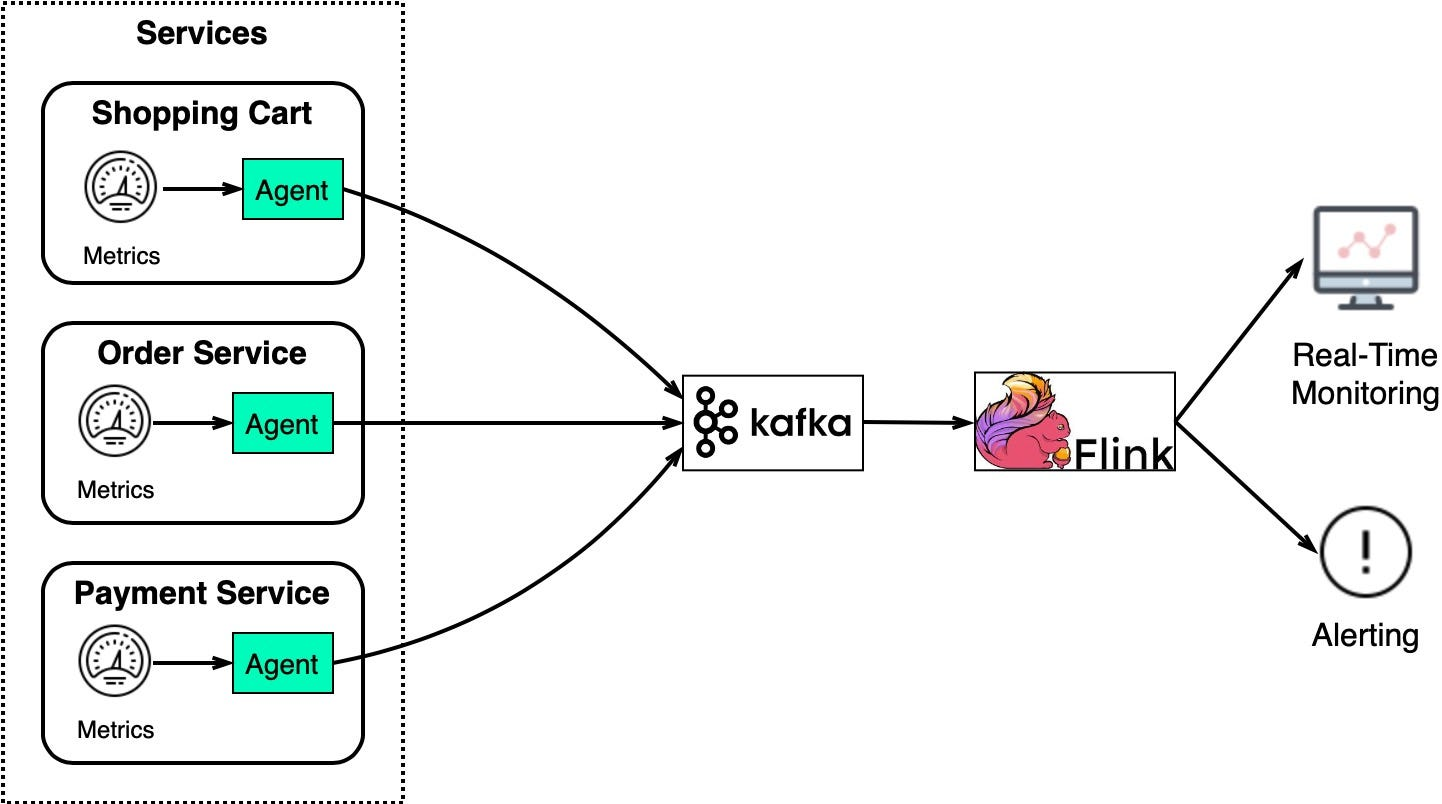 Services
Shopping Cart
Agent
Metrics
Order Service
Agent
Metrics
Payment Service
Agent
Metrics
kafka
Flink
Real-Time
Monitoring
!
Alerting